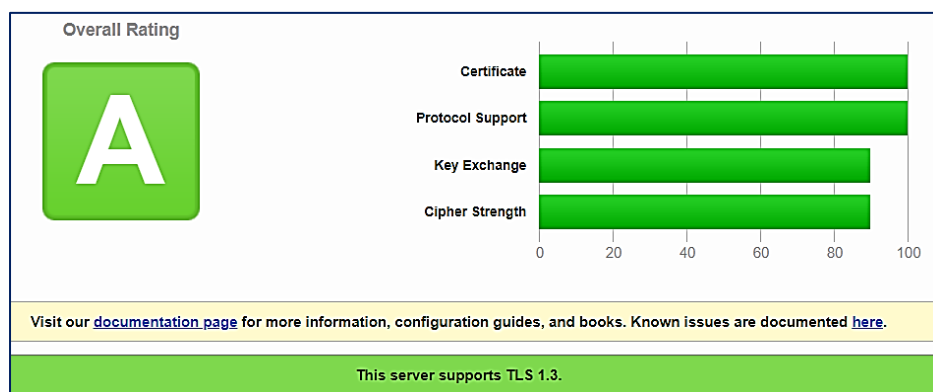 Overall Rating
A
Certificate
Protocol Support
Key Exchange
Cipher Strength
0 20 40 60 80 100
Visit our documentation page for more information, configuration guides, and books. Known issues are documented here.
This server supports TLS 1.3.